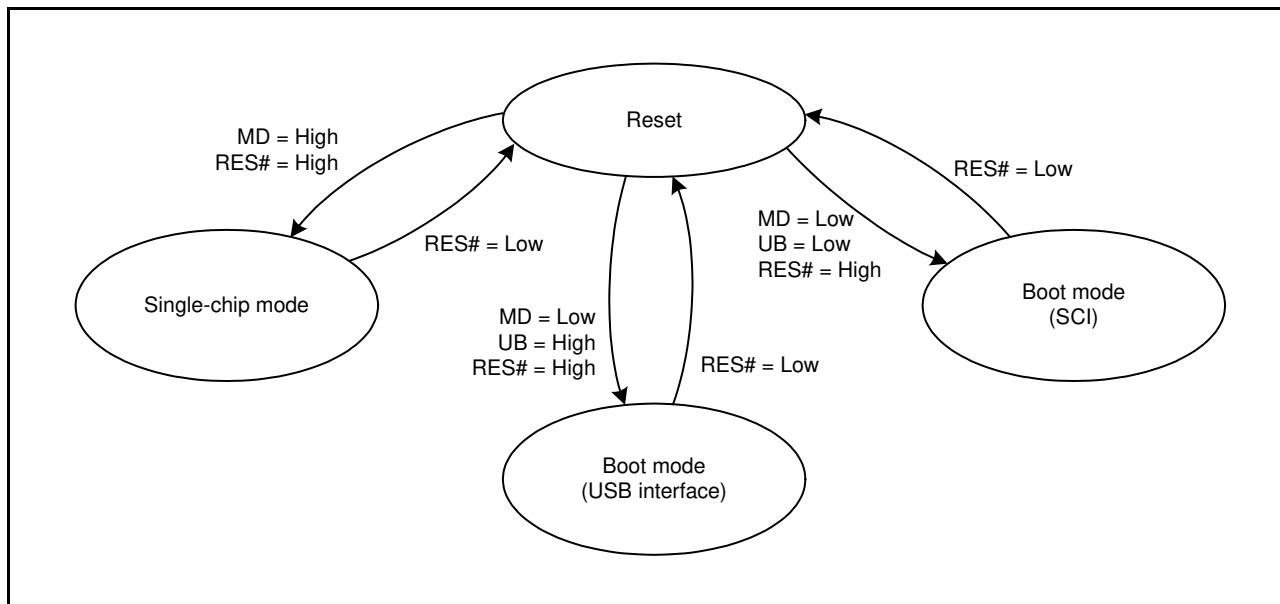 Reset
MD = High
RES# = High
RES# = Low
RES# = Low
MD = Low
UB = Low
RES# = High
Single-chip mode
Boot mode
(SCI)
MD = Low
UB = High
RES# = High
RES# = Low
Boot mode
(USB interface)